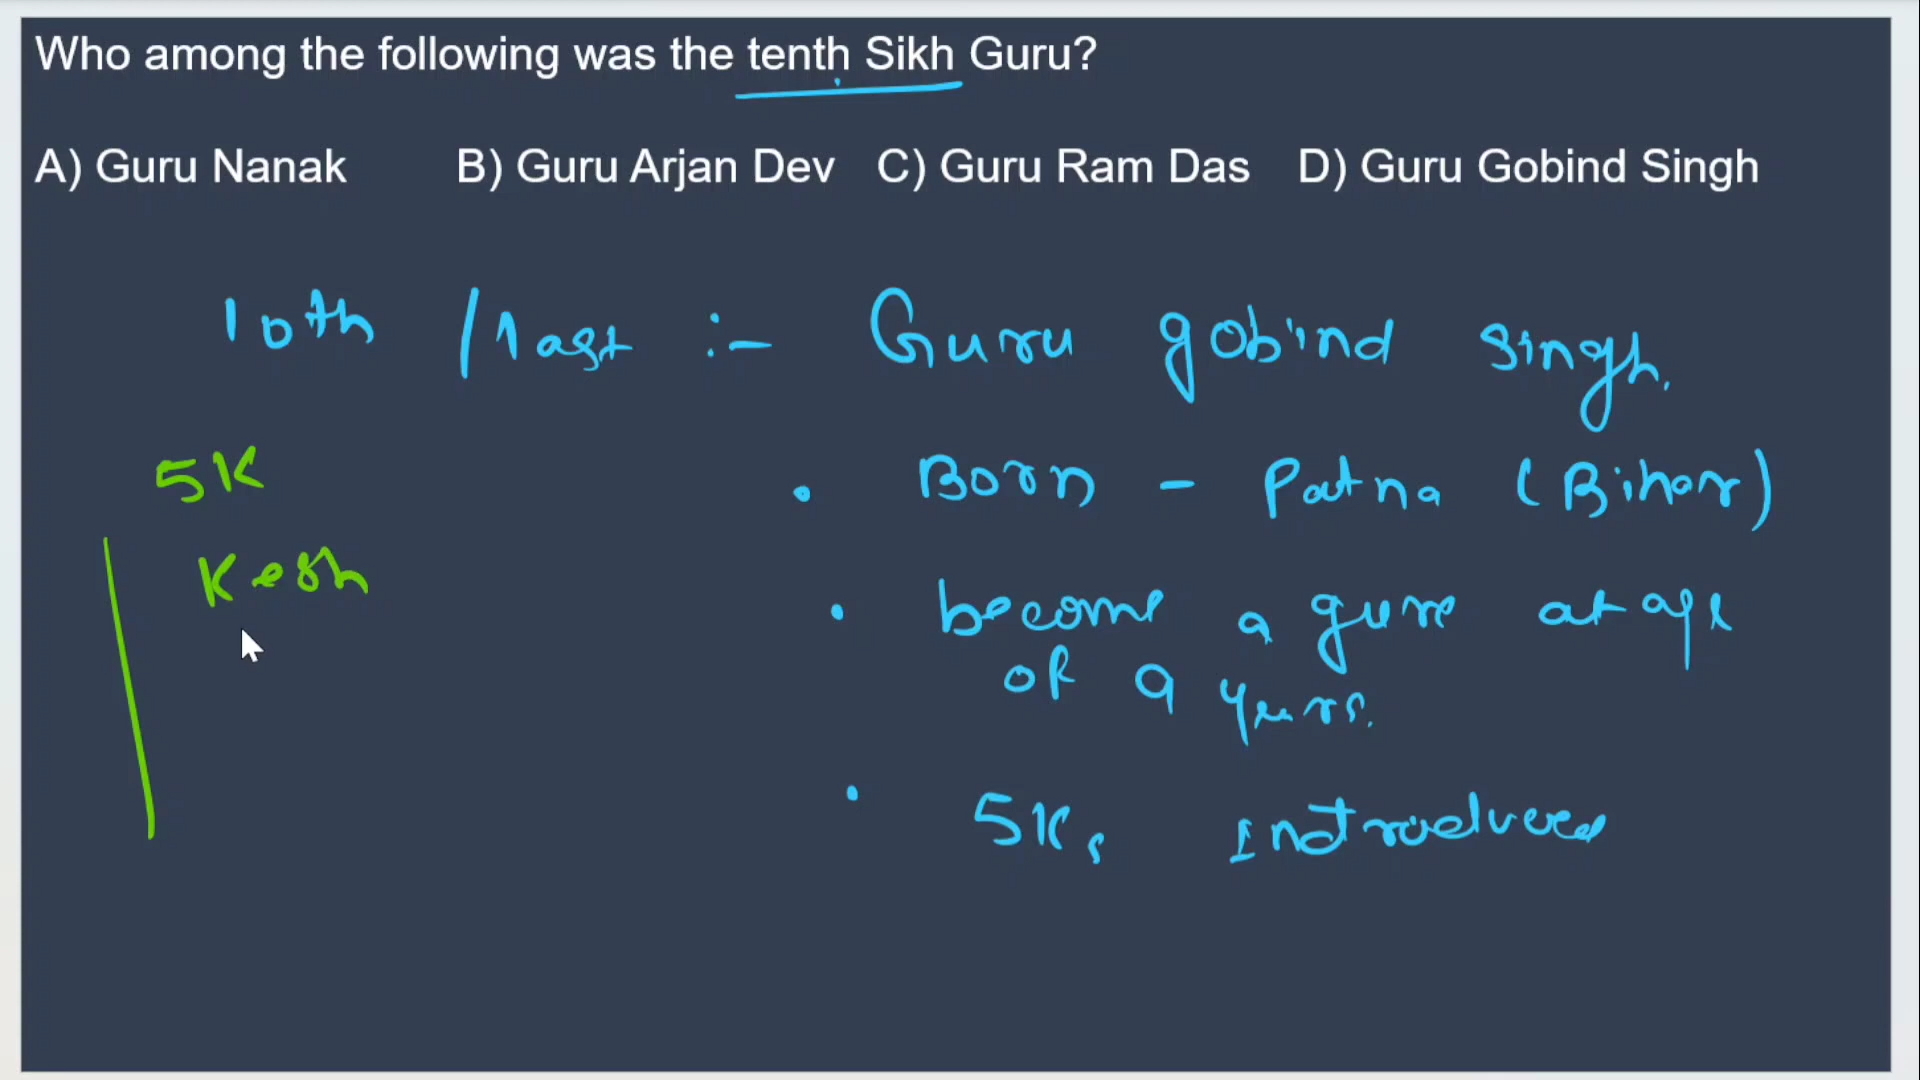 Who among the following was the tenth Sikh Guru?
A) Guru Nanak B) Guru Arjan Dev C) Guru Ram Das D) Guru Gobind Singh
10th / last :- Guru gobind singh.
5K
Kesh
• Born - Patna (Bihar)
• become a guru at age
of 9 years.
• 5Ks Introduced